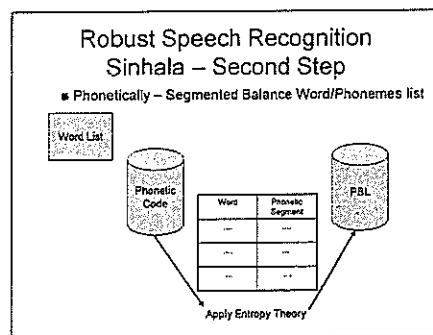 Robust Speech Recognition
Sinhala – Second Step
Phonetically – Segmented Balance Word/Phonemes list
Word List
Phonetic
Code
Word Phonetic
Segment
PBL
Apply Entropy Theory